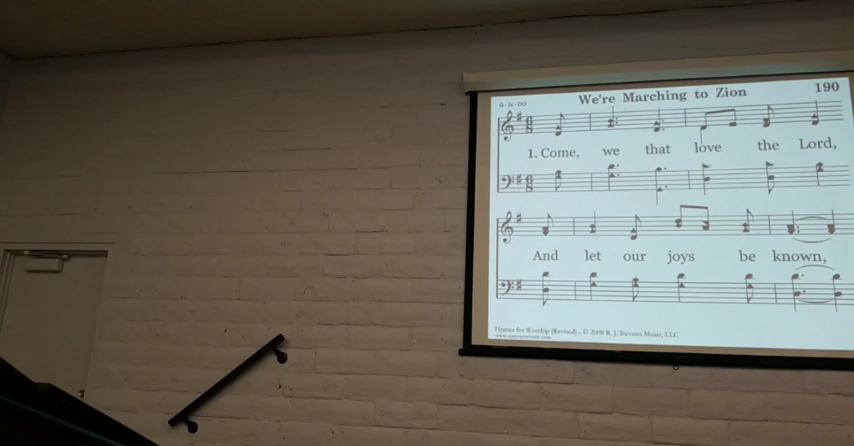 We're Marching to Zion
190
1. Come, we that love the Lord,
And let our joys be known,
Hymns for Worship (Revised) - © 2008 R. J. Stevens Music, LLC